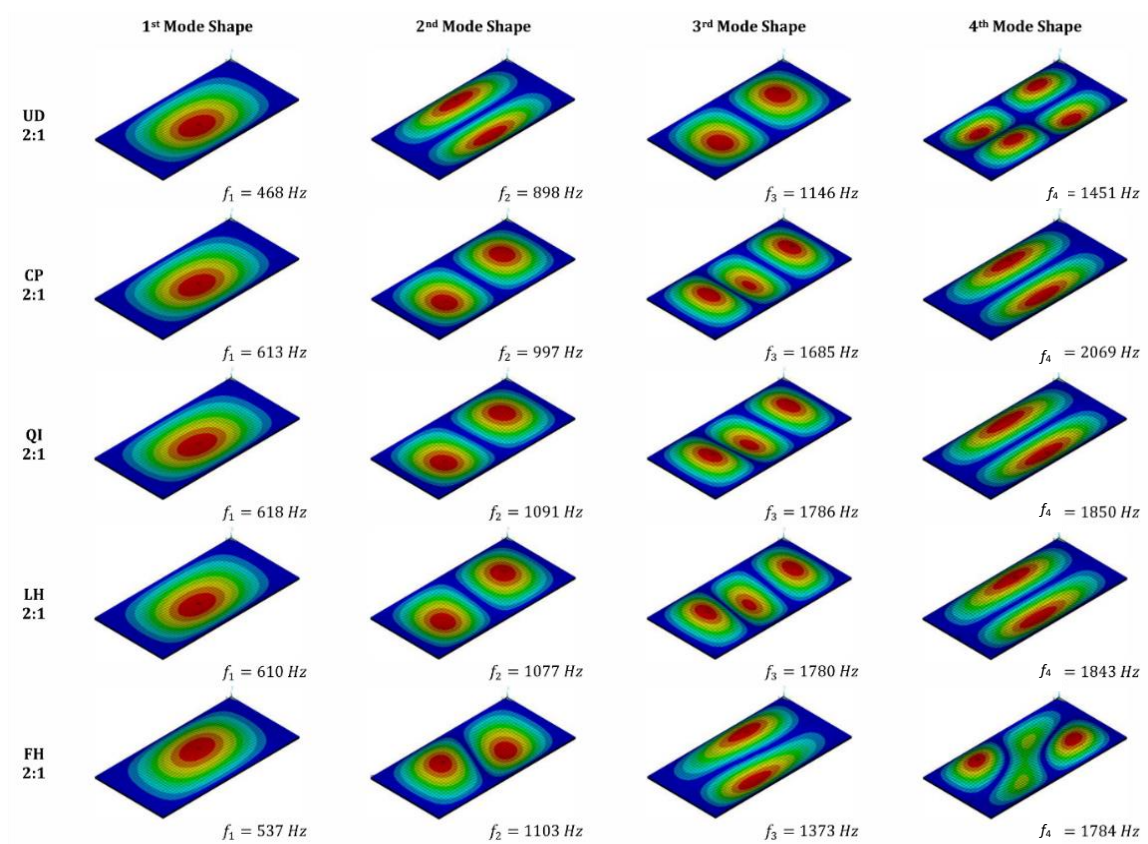 1st Mode Shape 2nd Mode Shape 3rd Mode Shape 4th Mode Shape
UD
2:1
f1 = 468 Hz f2 = 898 Hz f3 = 1146 Hz f4 = 1451 Hz
CP
2:1
f1 = 613 Hz f2 = 997 Hz f3 = 1685 Hz f4 = 2069 Hz
QI
2:1
f1 = 618 Hz f2 = 1091 Hz f3 = 1786 Hz f4 = 1850 Hz
LH
2:1
f1 = 610 Hz f2 = 1077 Hz f3 = 1780 Hz f4 = 1843 Hz
FH
2:1
f1 = 537 Hz f2 = 1103 Hz f3 = 1373 Hz f4 = 1784 Hz